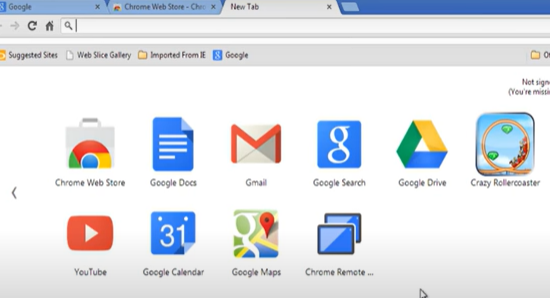 Google
Chrome Web Store - Chro
New Tab
Suggested Sites
Web Slice Gallery
Imported From IE
Google
Not sign
(You're missi
Chrome Web Store
Google Docs
Gmail
Google Search
Google Drive
Crazy Rollercoaster
31
YouTube
Google Calendar
Google Maps
Chrome Remote ...